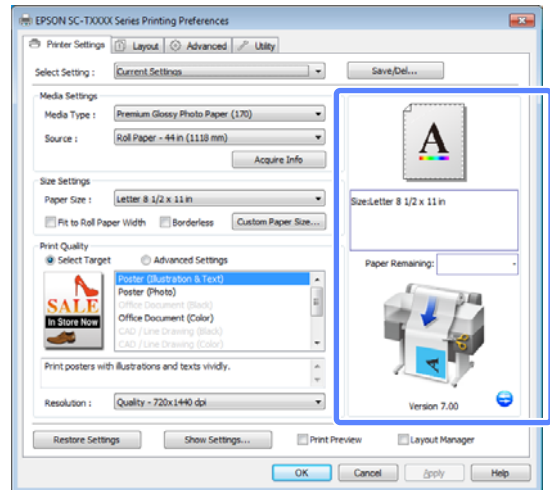 EPSON SC-TXXXX Series Printing Preferences
Printer Settings
Layout
Advanced
Utility
Select Setting :
Current Settings
Save/Del...
Media Settings
Media Type :
Premium Glossy Photo Paper (170)
Source :
Roll Paper - 44 in (1118 mm)
Acquire Info
Size Settings
Paper Size :
Letter 8 1/2 x 11 in
Fit to Roll Paper Width
Borderless
Custom Paper Size...
Print Quality
Select Target
Advanced Settings
SALE
In Store Now
Poster (Illustration & Text)
Poster (Photo)
Office Document (Black)
Office Document (Color)
CAD / Line Drawing (Black)
CAD / Line Drawing (Color)
Print posters with illustrations and texts vividly.
Resolution :
Quality - 720x1440 dpi
A
Size:Letter 8 1/2 x 11 in
Paper Remaining:
-
A
Version 7.00
Restore Settings
Show Settings...
Print Preview
Layout Manager
OK
Cancel
Apply
Help